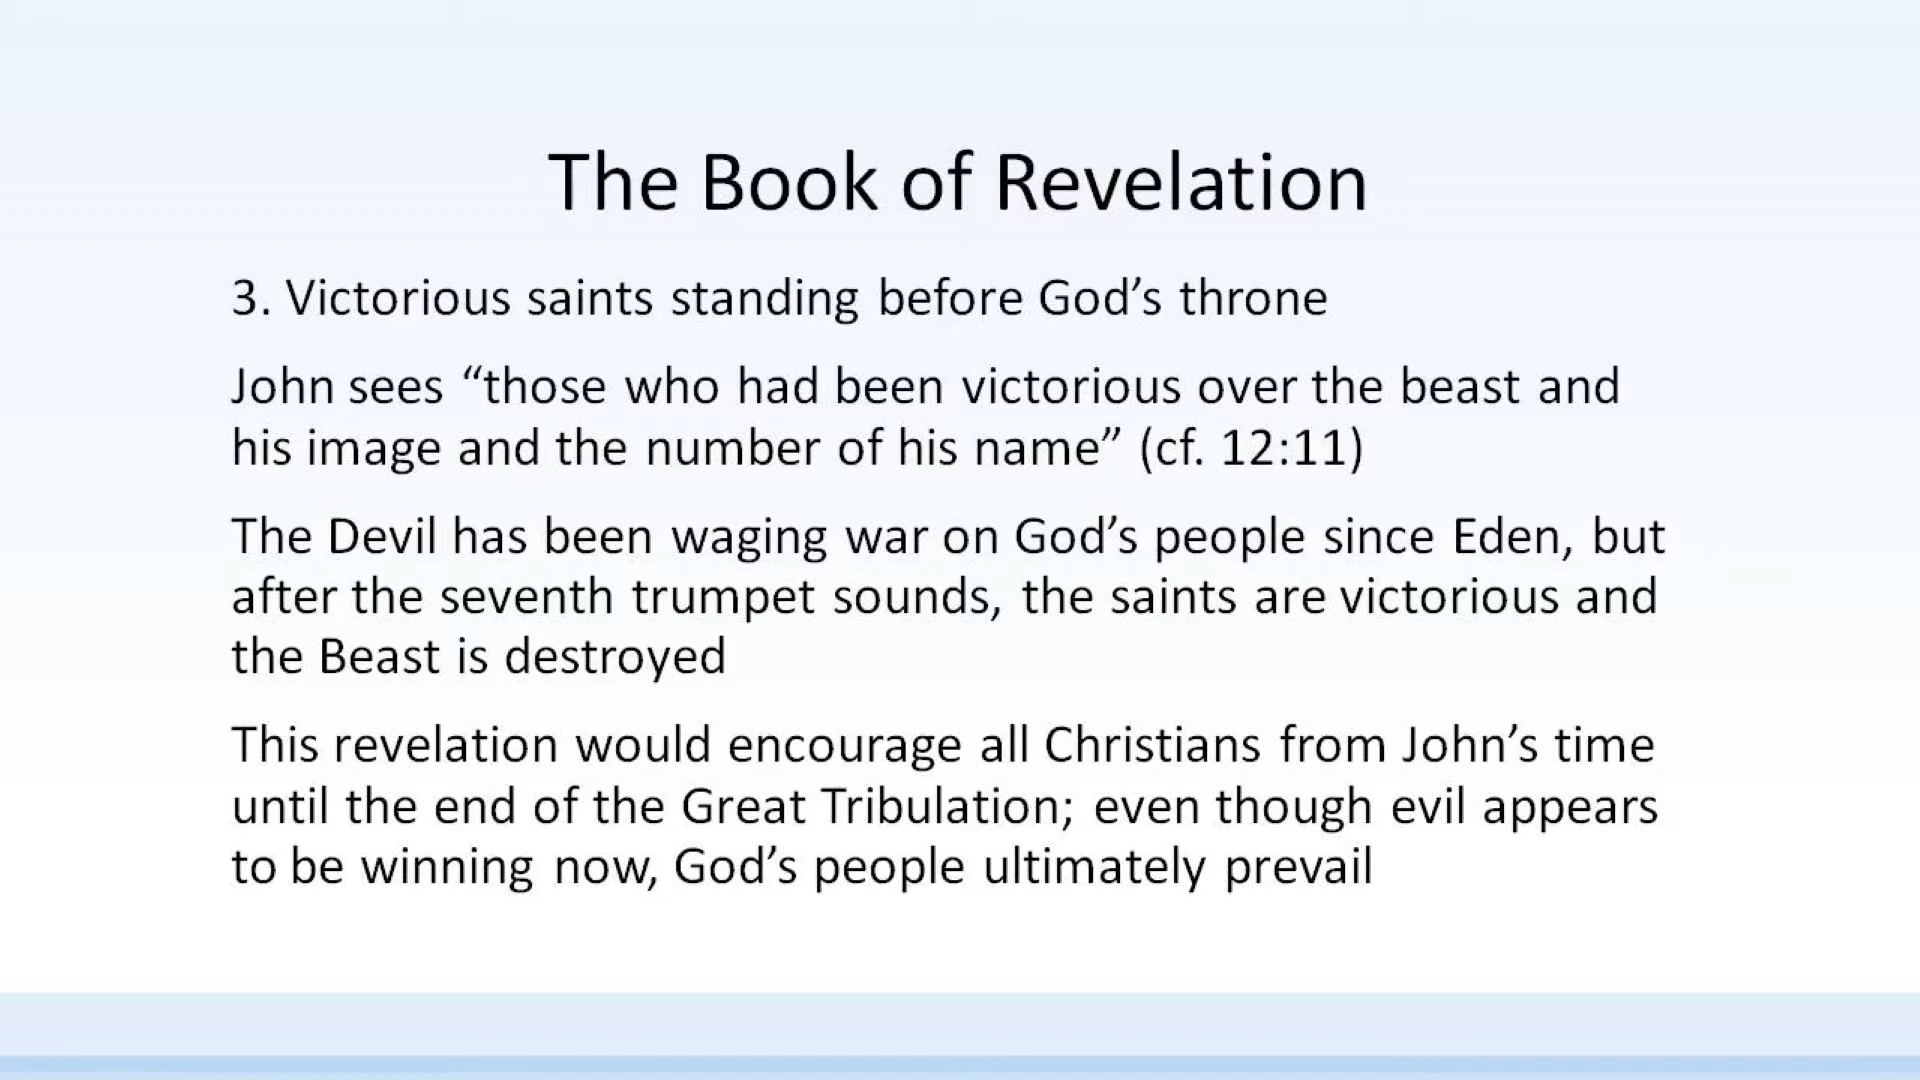 The Book of Revelation
3. Victorious saints standing before God’s throne
John sees “those who had been victorious over the beast and
his image and the number of his name” (cf. 12:11)
The Devil has been waging war on God’s people since Eden, but
after the seventh trumpet sounds, the saints are victorious and
the Beast is destroyed
This revelation would encourage all Christians from John’s time
until the end of the Great Tribulation; even though evil appears
to be winning now, God’s people ultimately prevail